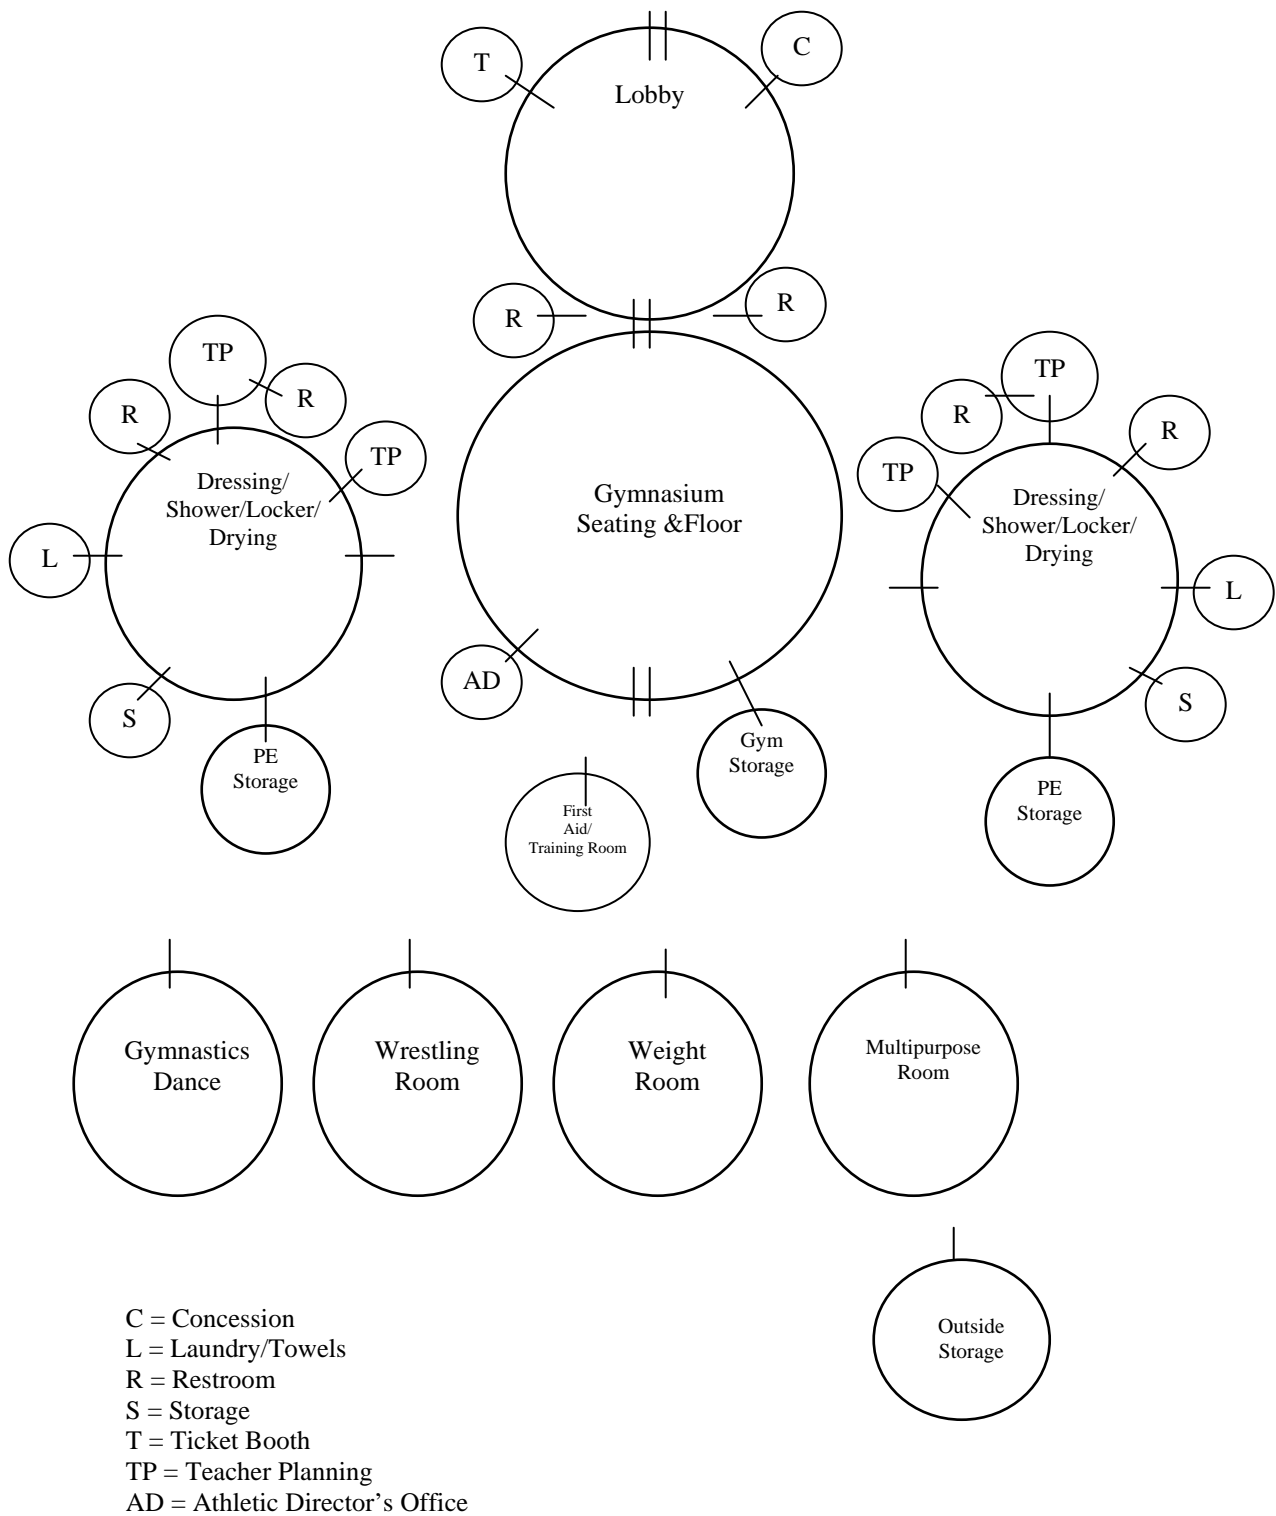 T
C
Lobby
R
R
TP
R
R
TP
Dressing/
Shower/Locker/
Drying
L
S
PE
Storage
Gymnasium
Seating &Floor
AD
Gym
Storage
First
Aid/
Training Room
TP
R
R
TP
Dressing/
Shower/Locker/
Drying
L
S
PE
Storage
Gymnastics
Dance
Wrestling
Room
Weight
Room
Multipurpose
Room
Outside
Storage
C = Concession
L = Laundry/Towels
R = Restroom
S = Storage
T = Ticket Booth
TP = Teacher Planning
AD = Athletic Director’s Office